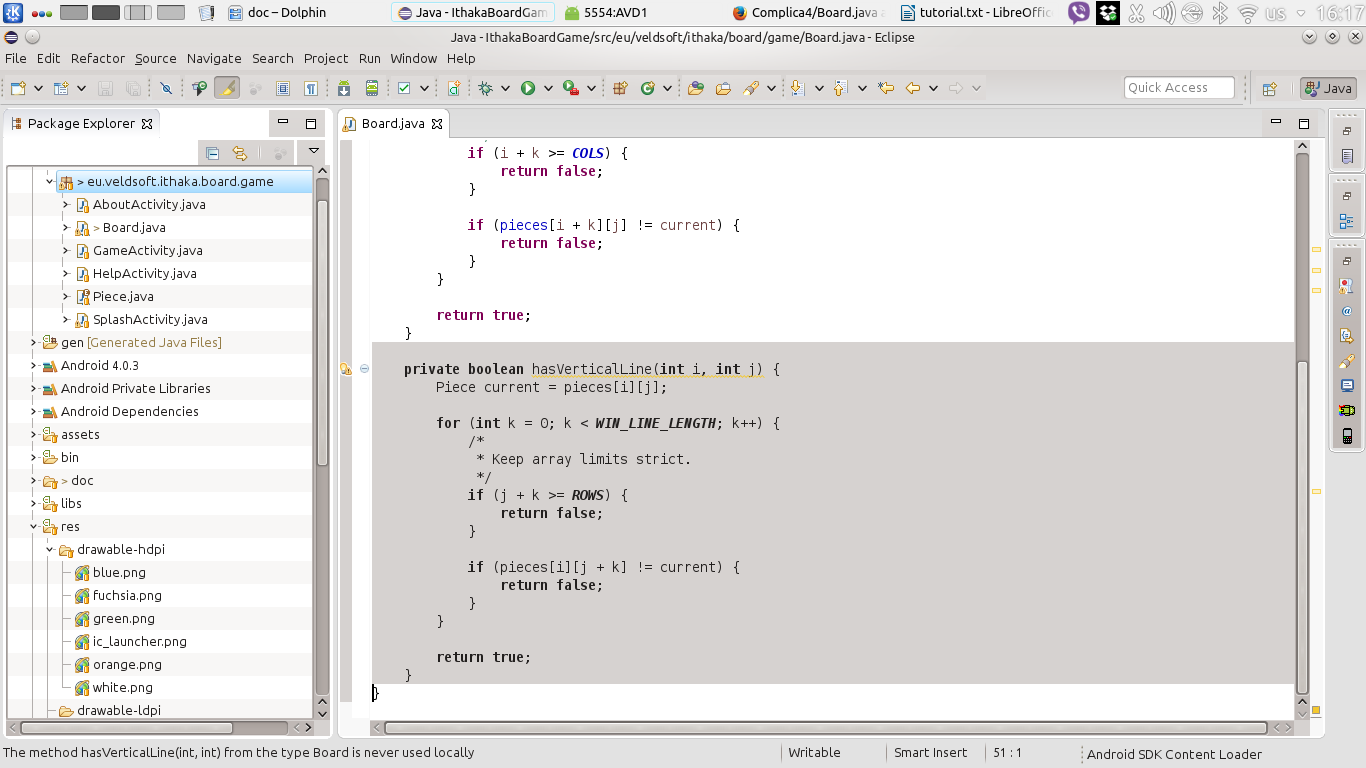 doc – Dolphin
Java - IthakaBoardGam
5554:AVD1
Complica4/Board.java a
tutorial.txt - LibreOffic
us
16:17
Java - IthakaBoardGame/src/eu/veldsoft/ithaka/board/game/Board.java - Eclipse
File Edit Refactor Source Navigate Search Project Run Window Help
Quick Access
Java
Package Explorer
Board.java
> eu.veldsoft.ithaka.board.game
AboutActivity.java
> Board.java
GameActivity.java
HelpActivity.java
Piece.java
SplashActivity.java
gen [Generated Java Files]
Android 4.0.3
Android Private Libraries
Android Dependencies
assets
bin
> doc
libs
res
drawable-hdpi
blue.png
fuchsia.png
green.png
ic_launcher.png
orange.png
white.png
drawable-ldpi
if (i + k >= COLS) {
return false;
}
if (pieces[i + k][j] != current) {
return false;
}
}
return true;
}
private boolean hasVerticalLine(int i, int j) {
Piece current = pieces[i][j];
for (int k = 0; k < WIN_LINE_LENGTH; k++) {
/*
* Keep array limits strict.
*/
if (j + k >= ROWS) {
return false;
}
if (pieces[i][j + k] != current) {
return false;
}
}
return true;
}
}
The method hasVerticalLine(int, int) from the type Board is never used locally
Writable
Smart Insert
51 : 1
Android SDK Content Loader